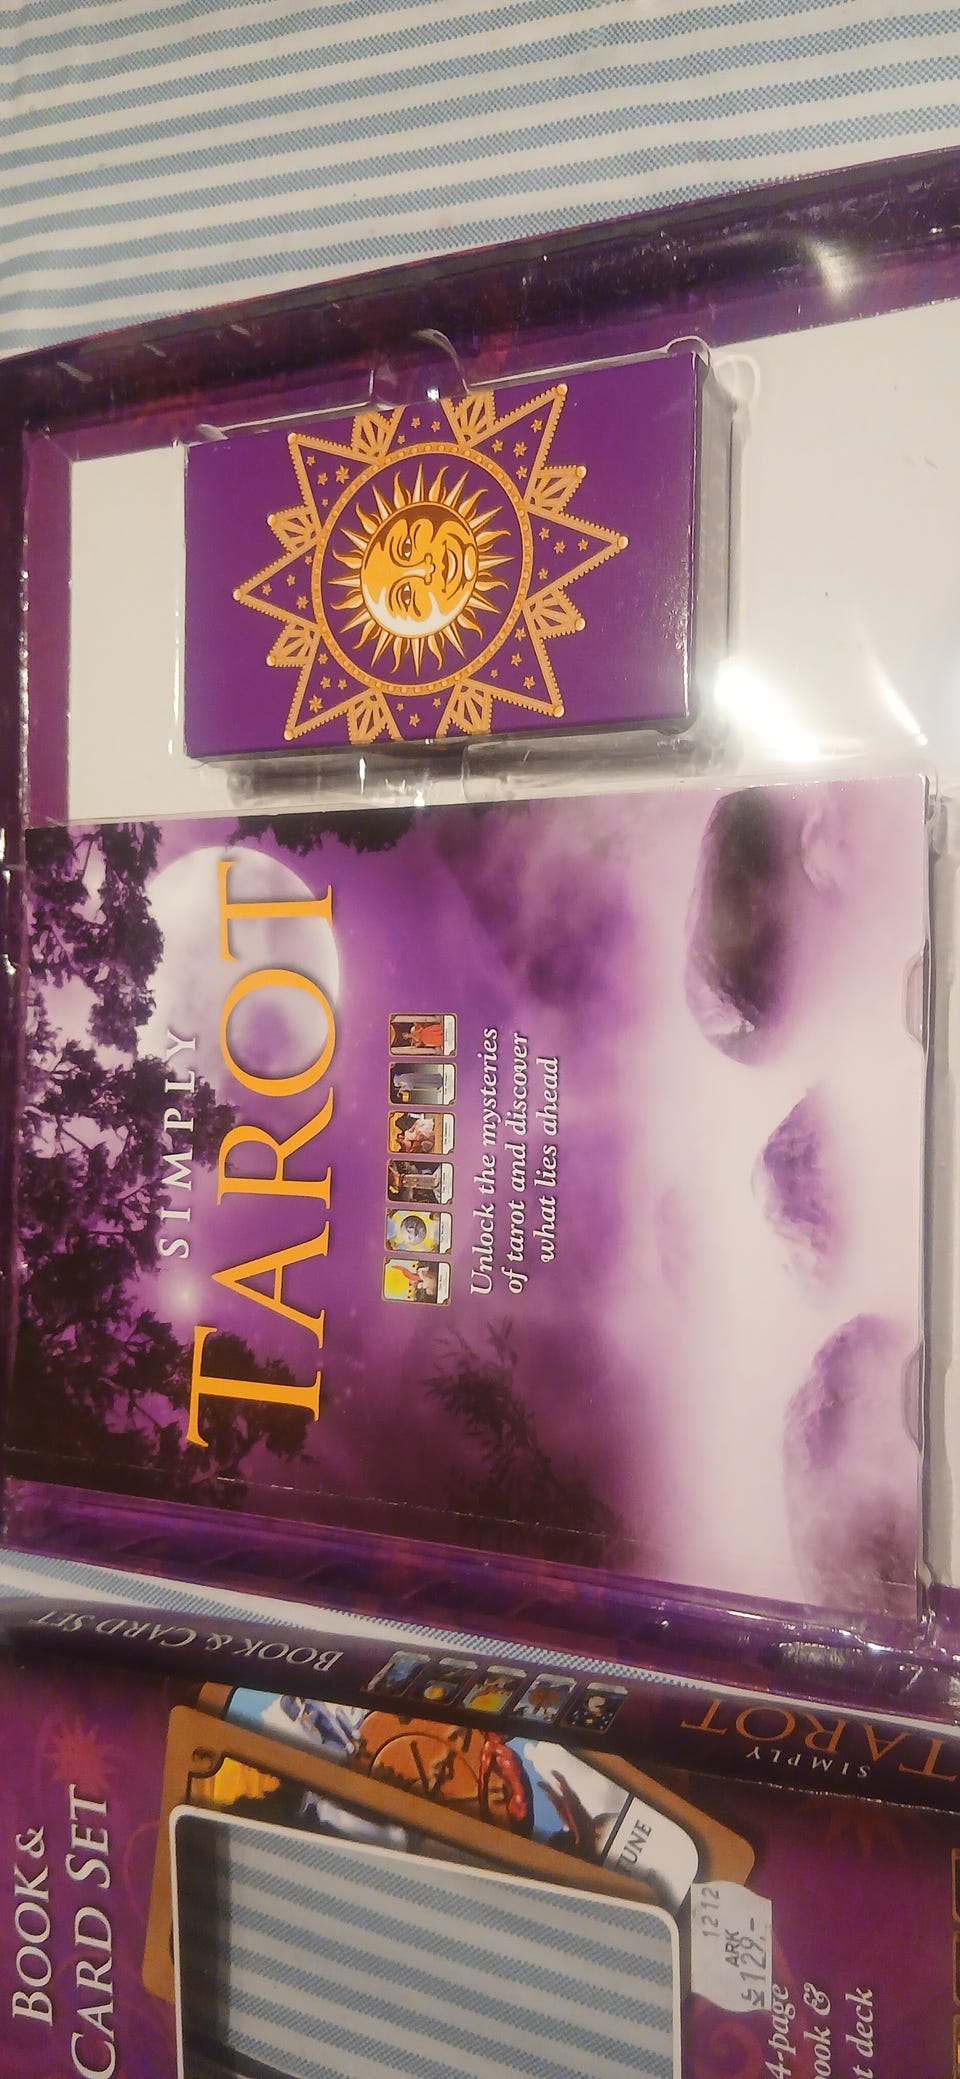 SIMPLY
TAROT
Unlock the mysteries
of tarot and discover
what lies ahead
BOOK & CARD SET
SIMPLY
TAROT
BOOK &
CARD SET
TUNE
1212
ARK
129.-
4-page
ook &
t deck